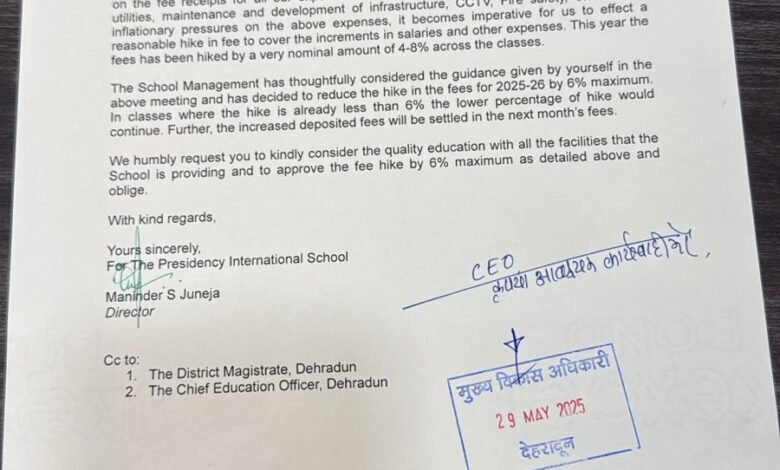 on the fee receipts for all our
utilities, maintenance and development of infrastructure, CCTV, Fire safety,
inflationary pressures on the above expenses, it becomes imperative for us to effect a
reasonable hike in fee to cover the increments in salaries and other expenses. This year the
fees has been hiked by a very nominal amount of 4-8% across the classes.
The School Management has thoughtfully considered the guidance given by yourself in the
above meeting and has decided to reduce the hike in the fees for 2025-26 by 6% maximum.
In classes where the hike is already less than 6% the lower percentage of hike would
continue. Further, the increased deposited fees will be settled in the next month's fees.
We humbly request you to kindly consider the quality education with all the facilities that the
School is providing and to approve the fee hike by 6% maximum as detailed above and
oblige.
With kind regards,
Yours sincerely,
For The Presidency International School
Maninder S Juneja
Director
CEO
कृपया आवश्यक कार्यवाही करें,
Cc to:
1. The District Magistrate, Dehradun
2. The Chief Education Officer, Dehradun
मुख्य विकास अधिकारी
29 MAY 2025
देहरादून